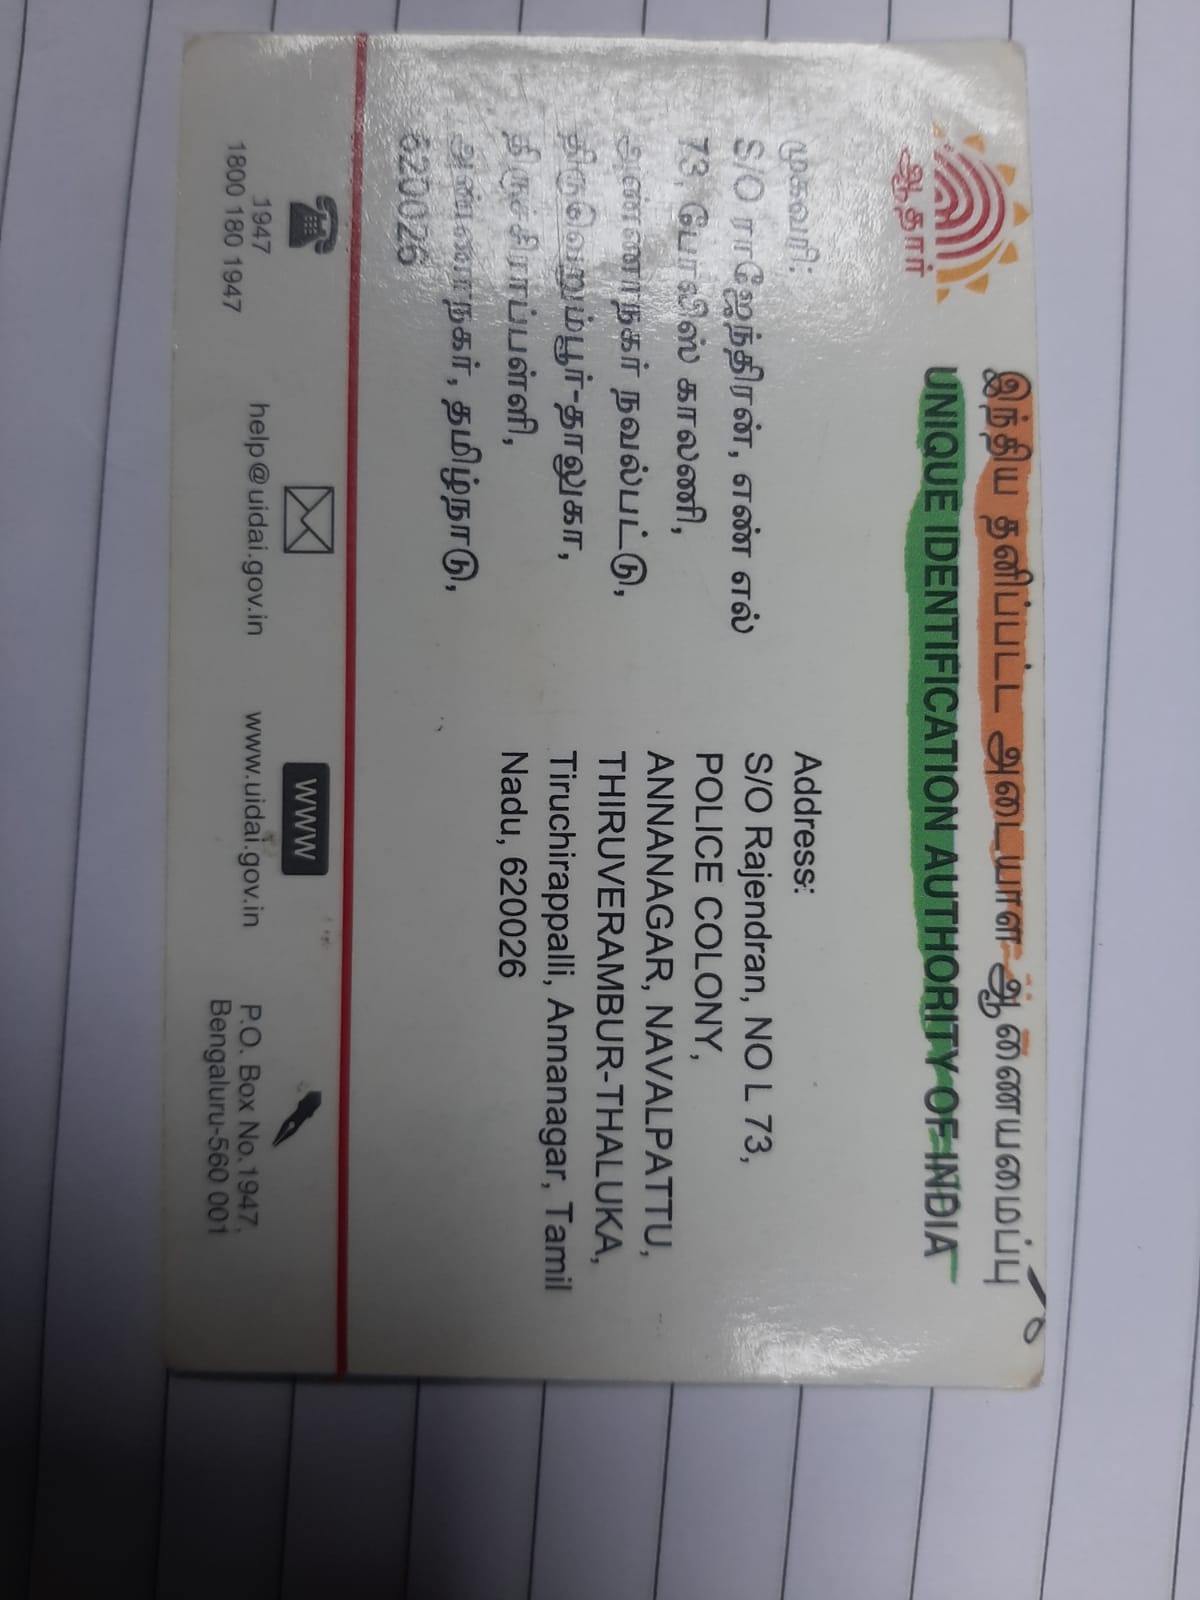 இந்திய தனிப்பட்ட அடையாள ஆணையமைப்பு
UNIQUE IDENTIFICATION AUTHORITY OF INDIA
ஆதார்
முகவரி:
S/O ராஜேந்திரன், எண் எல்
73, போலிஸ் காலணி,
அண்ணாநகர் நவல்பட்டு,
திருவெறும்பூர்-தாலுகா,
திருச்சிராப்பள்ளி,
அண்ணாநகர், தமிழ்நாடு,
620026
Address:
S/O Rajendran, NO L 73,
POLICE COLONY,
ANNANAGAR, NAVALPATTU,
THIRUVERAMBUR-THALUKA,
Tiruchirappalli, Annanagar, Tamil
Nadu, 620026
1947
1800 180 1947
help@uidai.gov.in
WWW
www.uidai.gov.in
P.O. Box No.1947,
Bengaluru-560 001